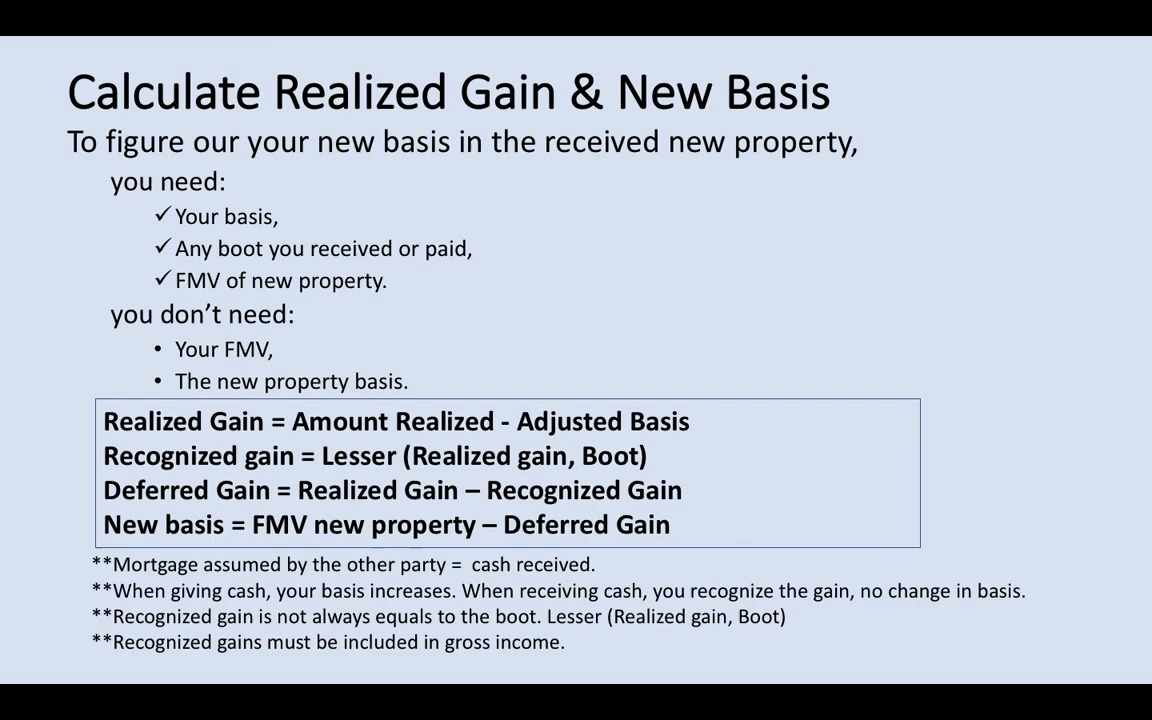 Calculate Realized Gain & New Basis
To figure our your new basis in the received new property,
you need:
✓Your basis,
✓Any boot you received or paid,
✓FMV of new property.
you don't need:
• Your FMV,
• The new property basis.
Realized Gain = Amount Realized - Adjusted Basis
Recognized gain = Lesser (Realized gain, Boot)
Deferred Gain = Realized Gain – Recognized Gain
New basis = FMV new property – Deferred Gain
**Mortgage assumed by the other party = cash received.
**When giving cash, your basis increases. When receiving cash, you recognize the gain, no change in basis.
**Recognized gain is not always equals to the boot. Lesser (Realized gain, Boot)
**Recognized gains must be included in gross income.